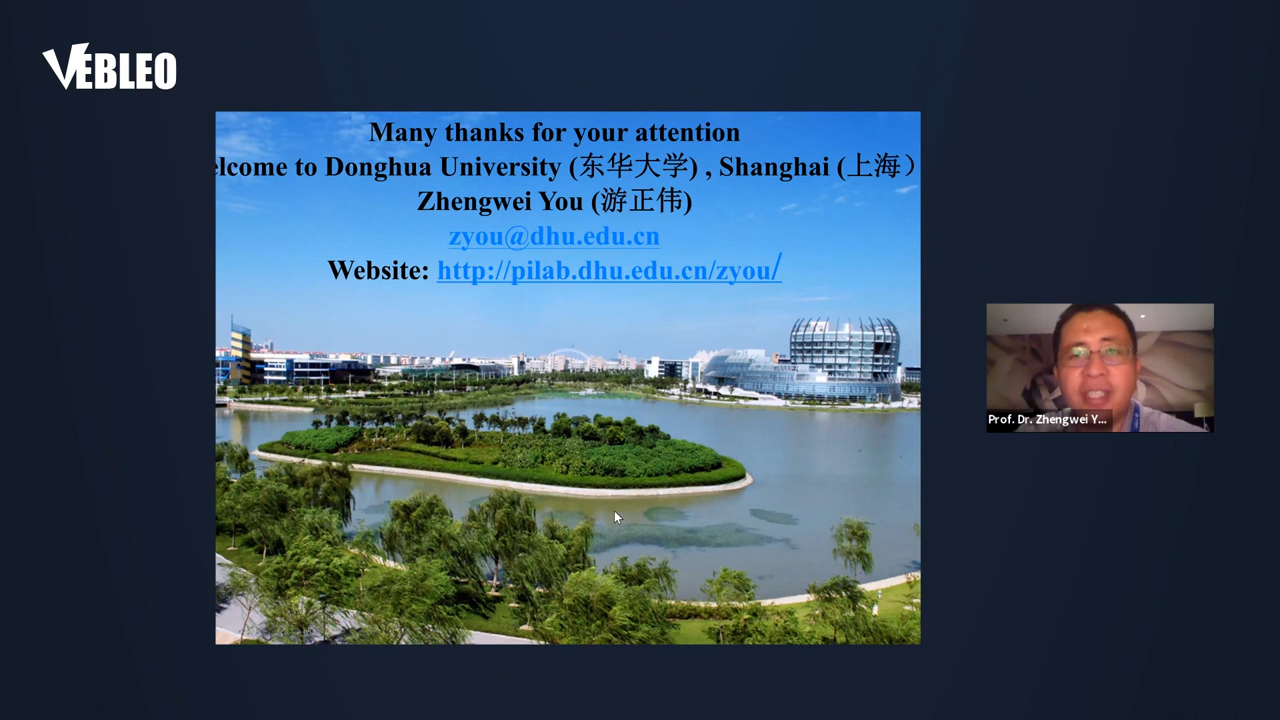 VEBLEO
Many thanks for your attention
elcome to Donghua University (东华大学) , Shanghai (上海）
Zhengwei You (游正伟)
zyou@dhu.edu.cn
Website: http://pilab.dhu.edu.cn/zyou/
Prof. Dr. Zhengwei Y...